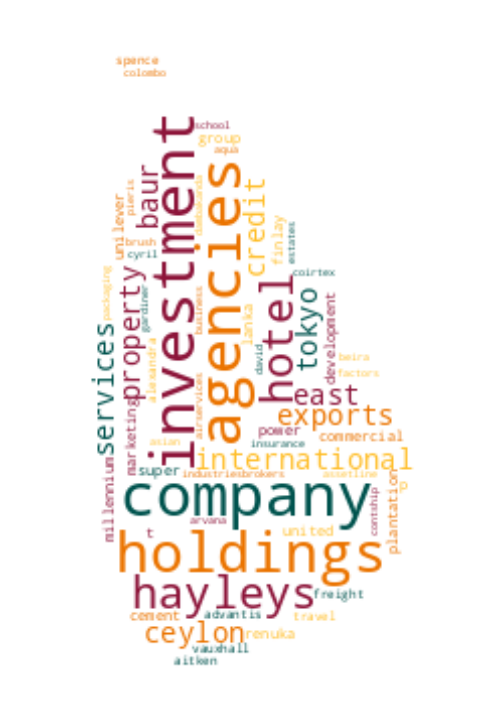 spence
colombo
school
group
aqua
investment
agencies
baur
credit
dambakanda
pieris
unilever
brush
cyril
finlay
estates
coirtex
property
gardiner
packaging
services
hotel
tokyo
lanka
business
development
david
beira
factors
alexandra
airservices
east
exports
marketing
power
commercial
asian
insurance
international
millennium
super
industriesbrokers
assetline
plantation
company
p
contship
arvana
t
united
holdings
hayleys
freight
cement
advantis
travel
ceylon
renuka
vauxhall
aitken